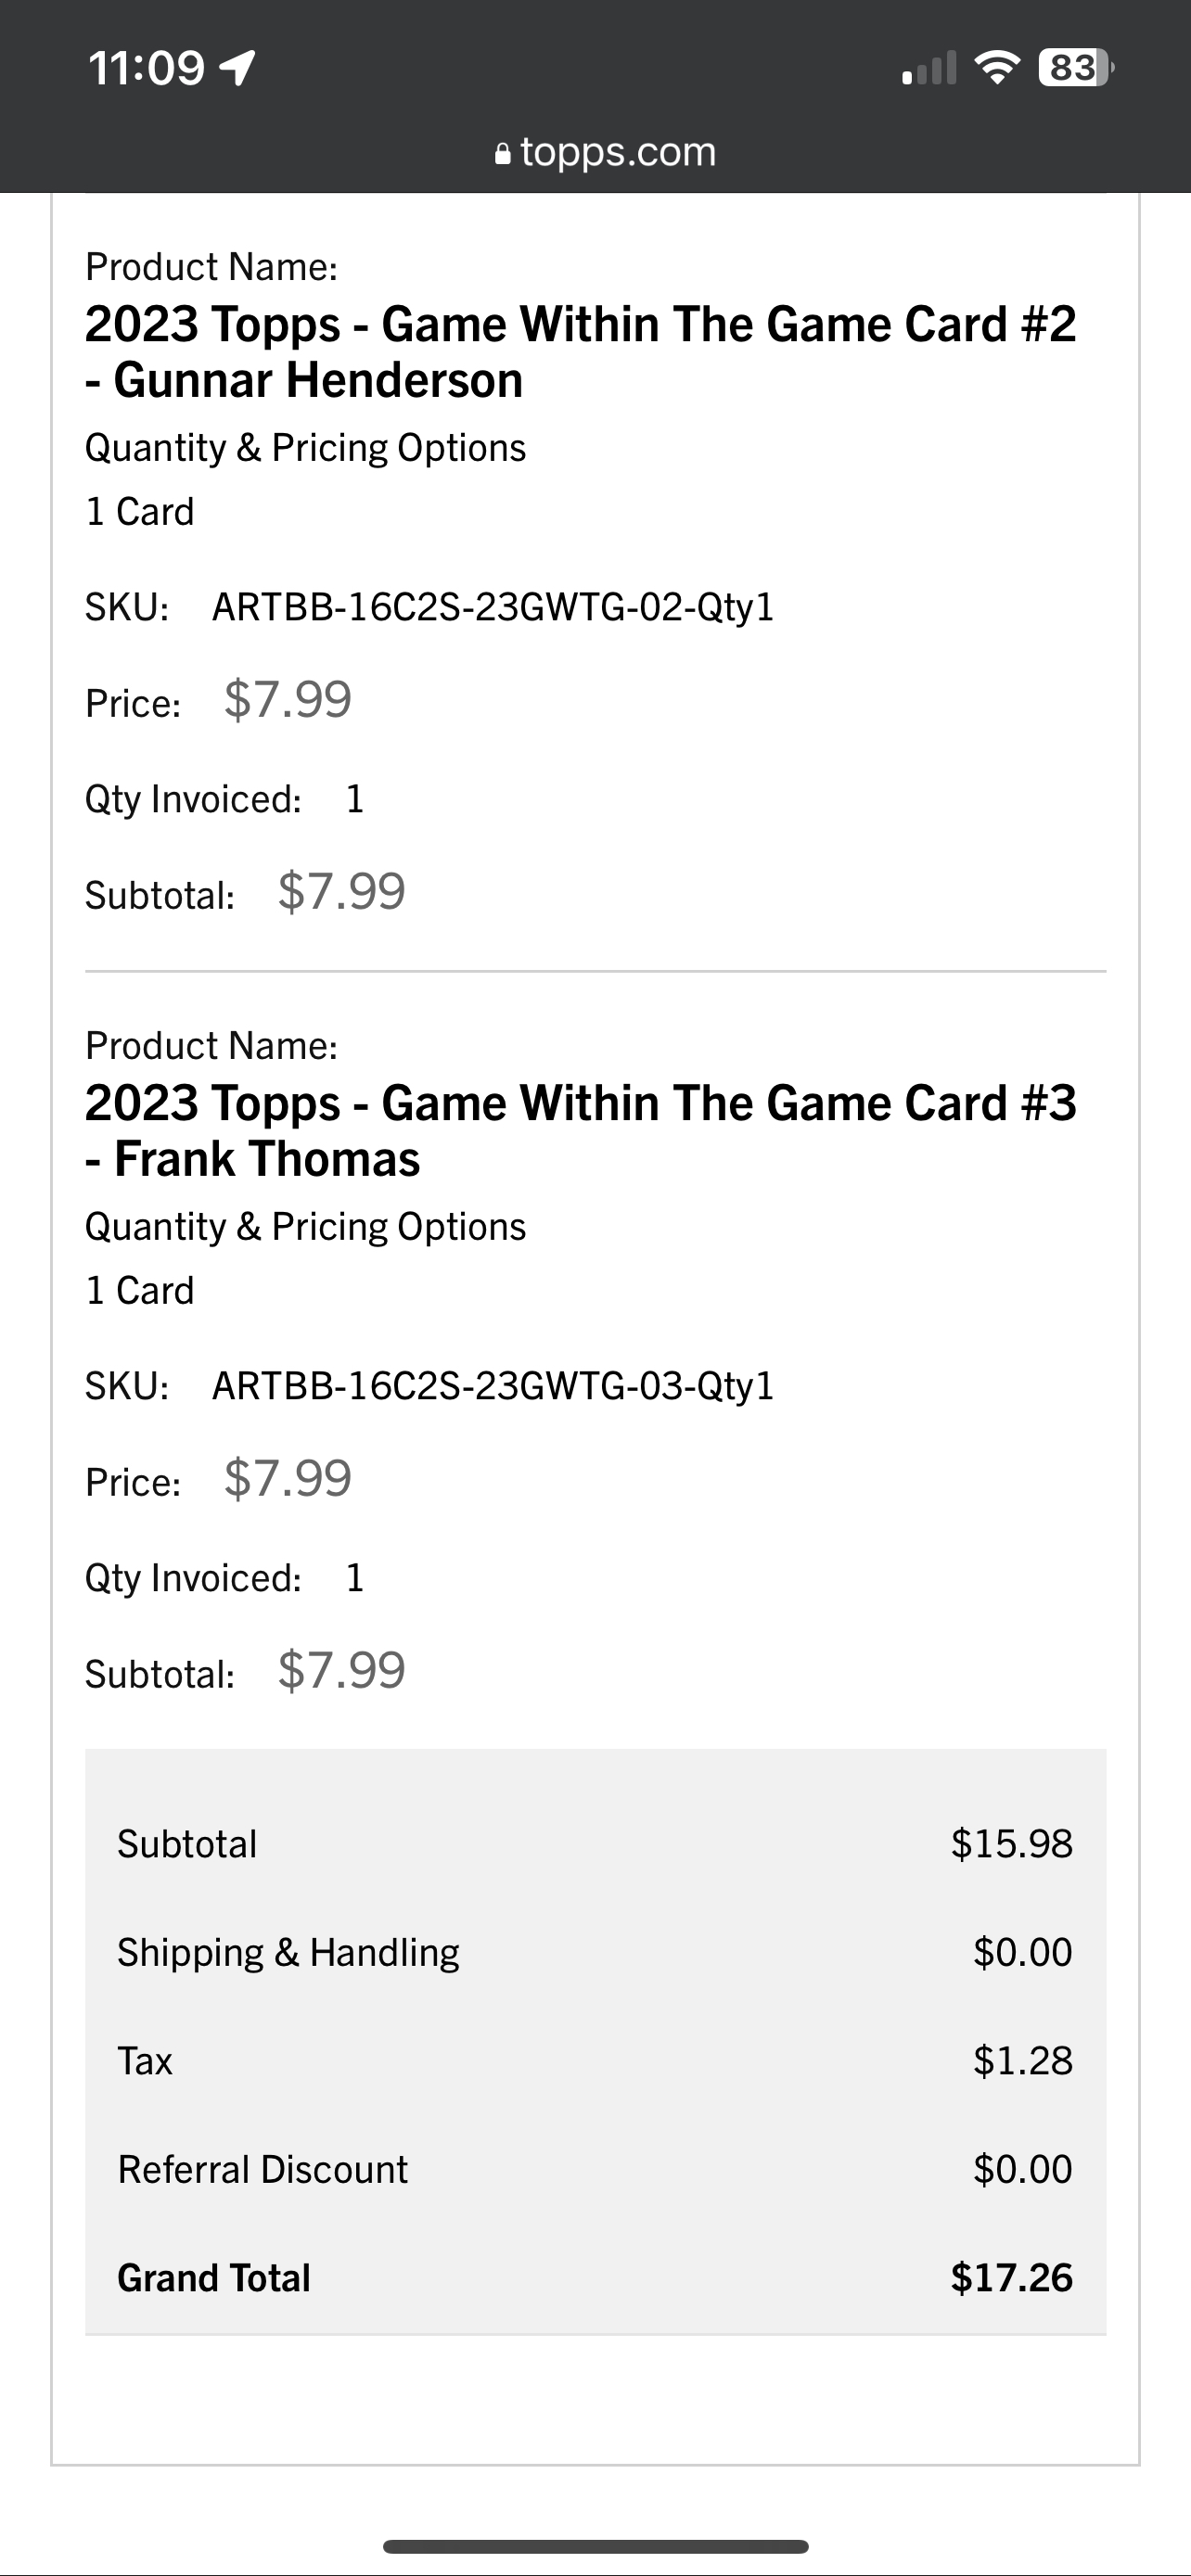 11:09
83
topps.com
Product Name:
2023 Topps - Game Within The Game Card #2
- Gunnar Henderson
Quantity & Pricing Options
1 Card
SKU: ARTBB-16C2S-23GWTG-02-Qty1
Price: $7.99
Qty Invoiced: 1
Subtotal: $7.99
Product Name:
2023 Topps - Game Within The Game Card #3
- Frank Thomas
Quantity & Pricing Options
1 Card
SKU: ARTBB-16C2S-23GWTG-03-Qty1
Price: $7.99
Qty Invoiced: 1
Subtotal: $7.99
Subtotal $15.98
Shipping & Handling $0.00
Tax $1.28
Referral Discount $0.00
Grand Total $17.26